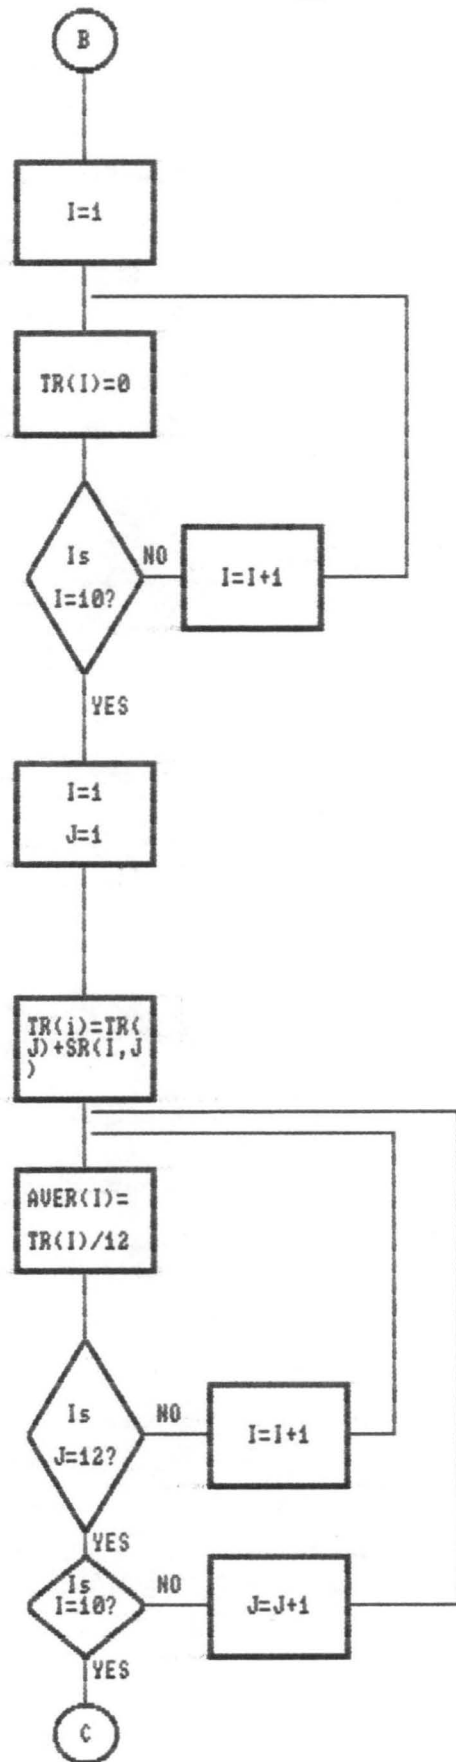 B
I=1
TR(I)=0
Is
I=10?
NO
I=I+1
YES
I=1
J=1
TR(i)=TR(
J)+SR(I,J
)
AVER(I)=
TR(I)/12
Is
J=12?
NO
I=I+1
YES
Is
I=10?
NO
J=J+1
YES
C